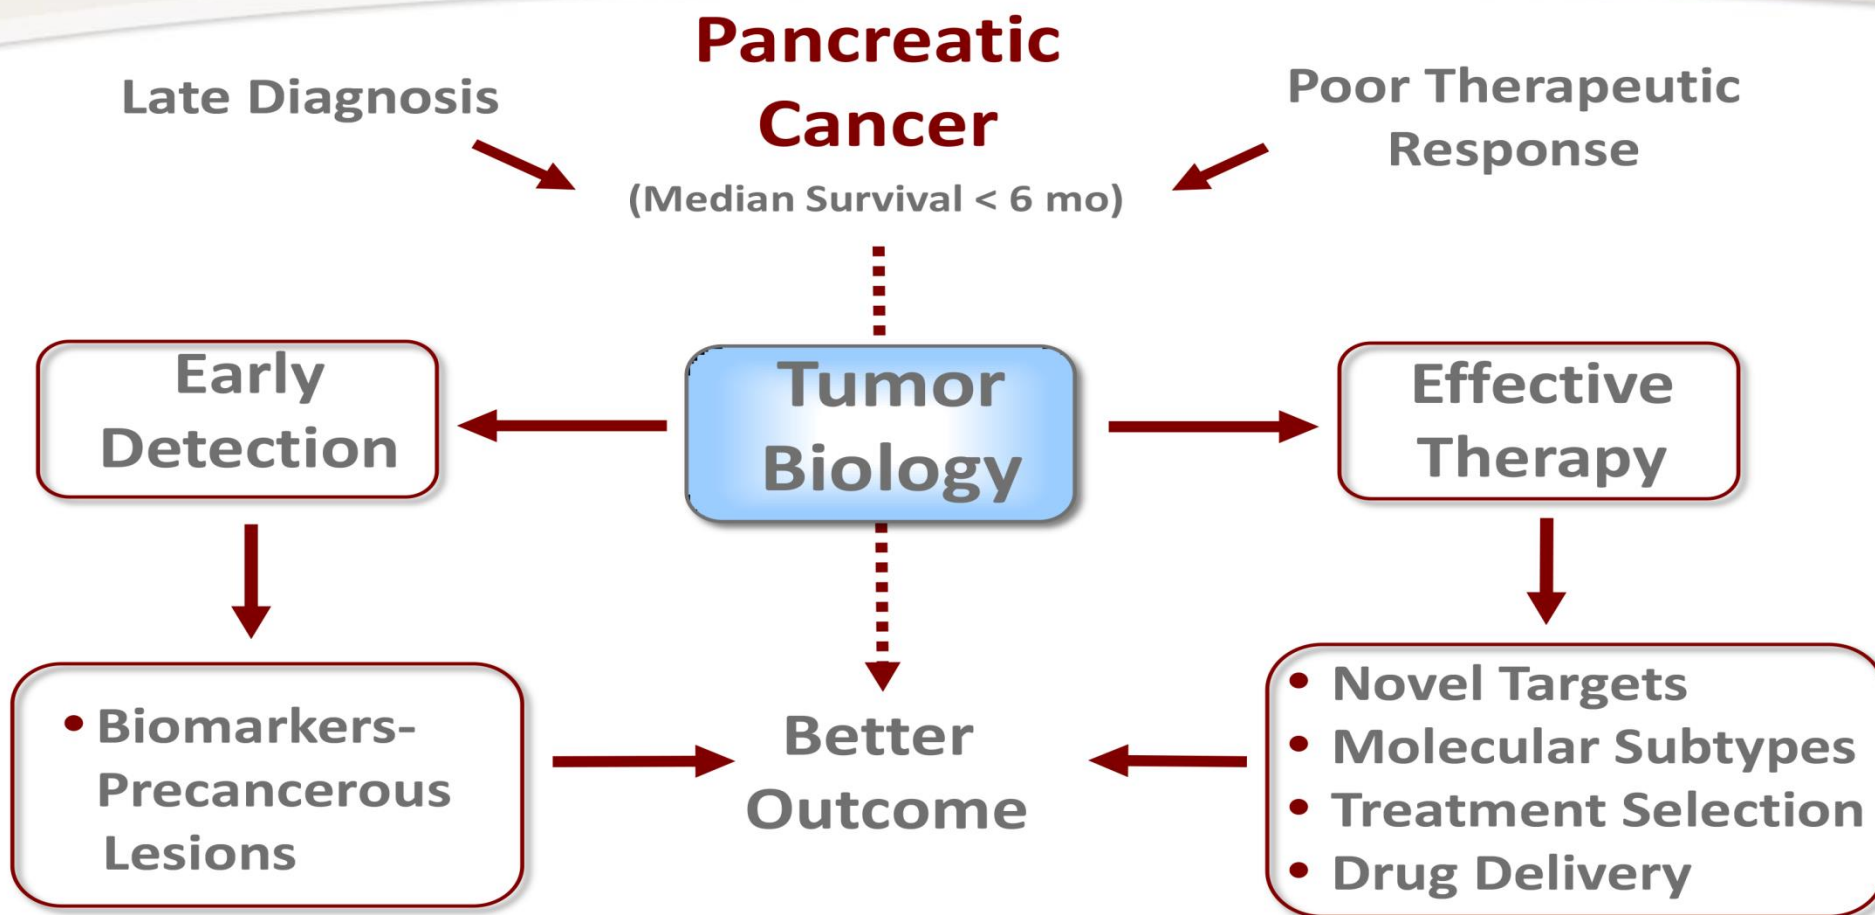 Pancreatic
Cancer
(Median Survival < 6 mo)
Late Diagnosis
Poor Therapeutic
Response
Early
Detection
Tumor
Biology
Effective
Therapy
• Biomarkers-
Precancerous
Lesions
Better
Outcome
• Novel Targets
• Molecular Subtypes
• Treatment Selection
• Drug Delivery